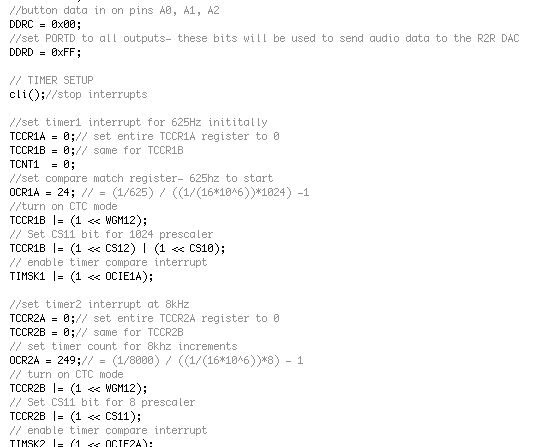 //button data in on pins A0, A1, A2
DDRC = 0x00;
//set PORTD to all outputs- these bits will be used to send audio data to the R2R DAC
DDRD = 0xFF;
// TIMER SETUP
cli();//stop interrupts
//set timer1 interrupt for 625Hz inititally
TCCR1A = 0;// set entire TCCR1A register to 0
TCCR1B = 0;// same for TCCR1B
TCNT1  = 0;
//set compare match register- 625hz to start
OCR1A = 24; // = (1/625) / ((1/(16*10^6))*1024) -1
//turn on CTC mode
TCCR1B |= (1 << WGM12);
// Set CS11 bit for 1024 prescaler
TCCR1B |= (1 << CS12) | (1 << CS10);
// enable timer compare interrupt
TIMSK1 |= (1 << OCIE1A);
//set timer2 interrupt at 8kHz
TCCR2A = 0;// set entire TCCR2A register to 0
TCCR2B = 0;// same for TCCR2B
// set timer count for 8khz increments
OCR2A = 249;// = (1/8000) / ((1/(16*10^6))*8) - 1
// turn on CTC mode
TCCR2B |= (1 << WGM12);
// Set CS11 bit for 8 prescaler
TCCR2B |= (1 << CS11);
// enable timer compare interrupt
TIMSK2 |= (1 << OCIE2A);